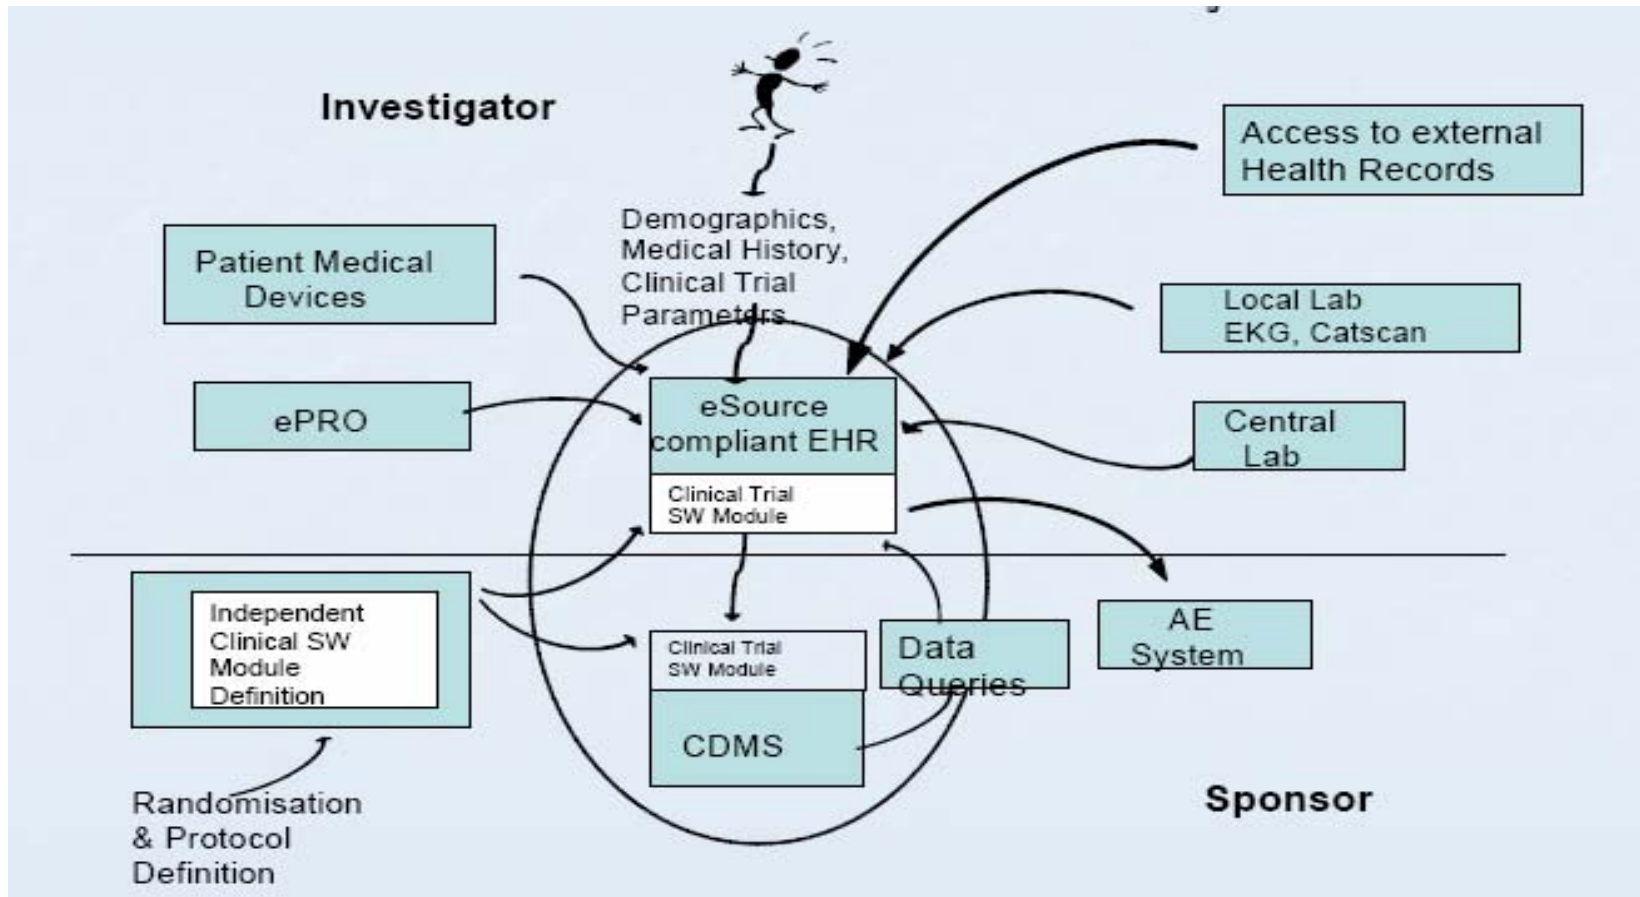 Investigator
Access to external
Health Records
Demographics,
Medical History,
Clinical Trial
Parameters.
Patient Medical
Devices
Local Lab
EKG, Catscan
ePRO
eSource
compliant EHR
Central
Lab
Clinical Trial
SW Module
Independent
Clinical SW
Module
Definition
Clinical Trial
SW Module
Data
Queries
AE
System
CDMS
Randomisation
& Protocol
Definition
Sponsor